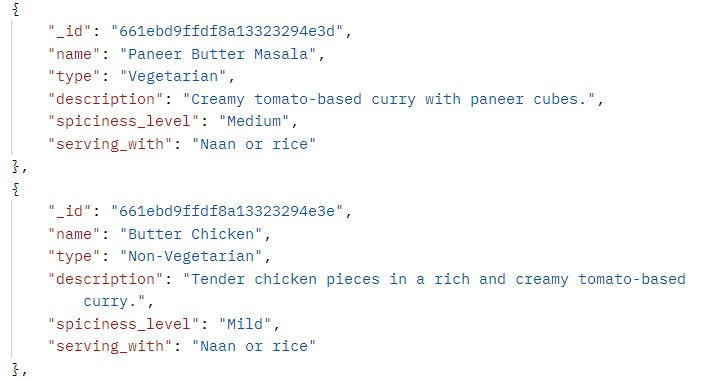 {
"_id": "661ebd9ffdf8a13323294e3d",
"name": "Paneer Butter Masala",
"type": "Vegetarian",
"description": "Creamy tomato-based curry with paneer cubes.",
"spiciness_level": "Medium",
"serving_with": "Naan or rice"
},
{
"_id": "661ebd9ffdf8a13323294e3e",
"name": "Butter Chicken",
"type": "Non-Vegetarian",
"description": "Tender chicken pieces in a rich and creamy tomato-based
curry.",
"spiciness_level": "Mild",
"serving_with": "Naan or rice"
},